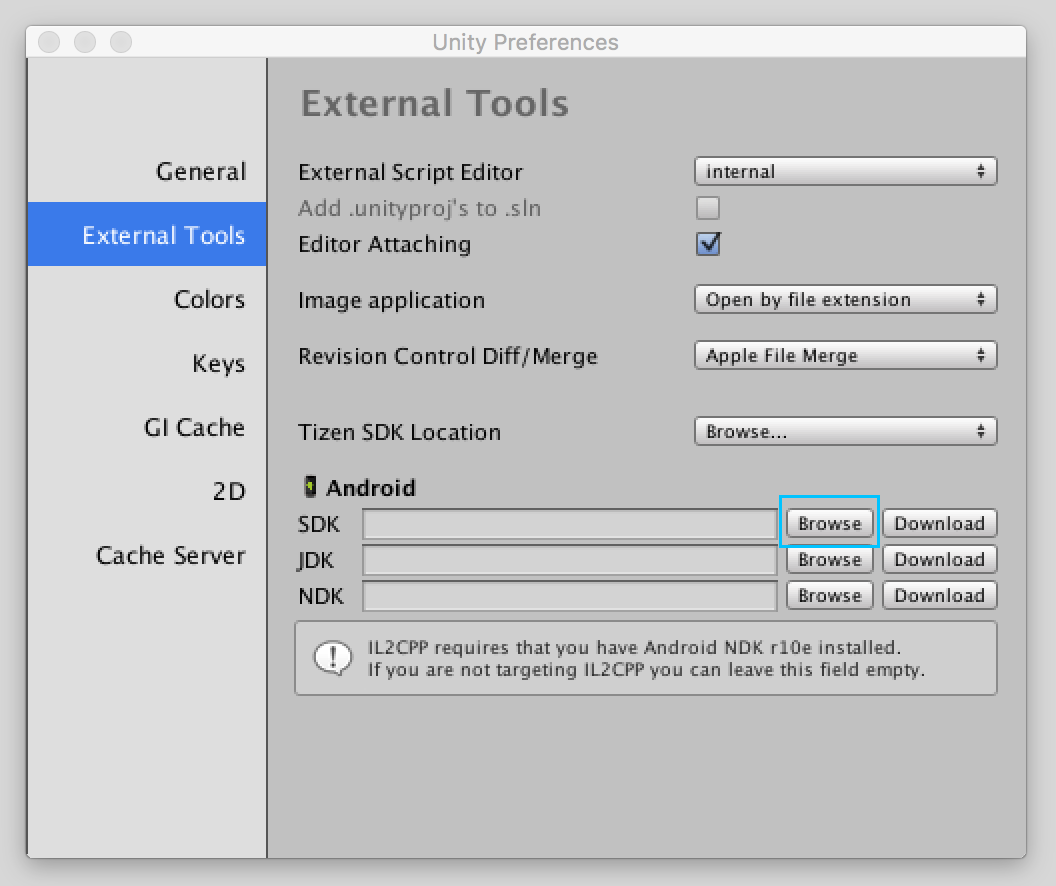 Unity Preferences
External Tools
General
External Tools
Colors
Keys
GI Cache
2D
Cache Server
External Script Editor internal
Add .unityproj's to .sln
Editor Attaching
Image application Open by file extension
Revision Control Diff/Merge Apple File Merge
Tizen SDK Location Browse...
Android
SDK Browse Download
JDK Browse Download
NDK Browse Download
IL2CPP requires that you have Android NDK r10e installed.
If you are not targeting IL2CPP you can leave this field empty.